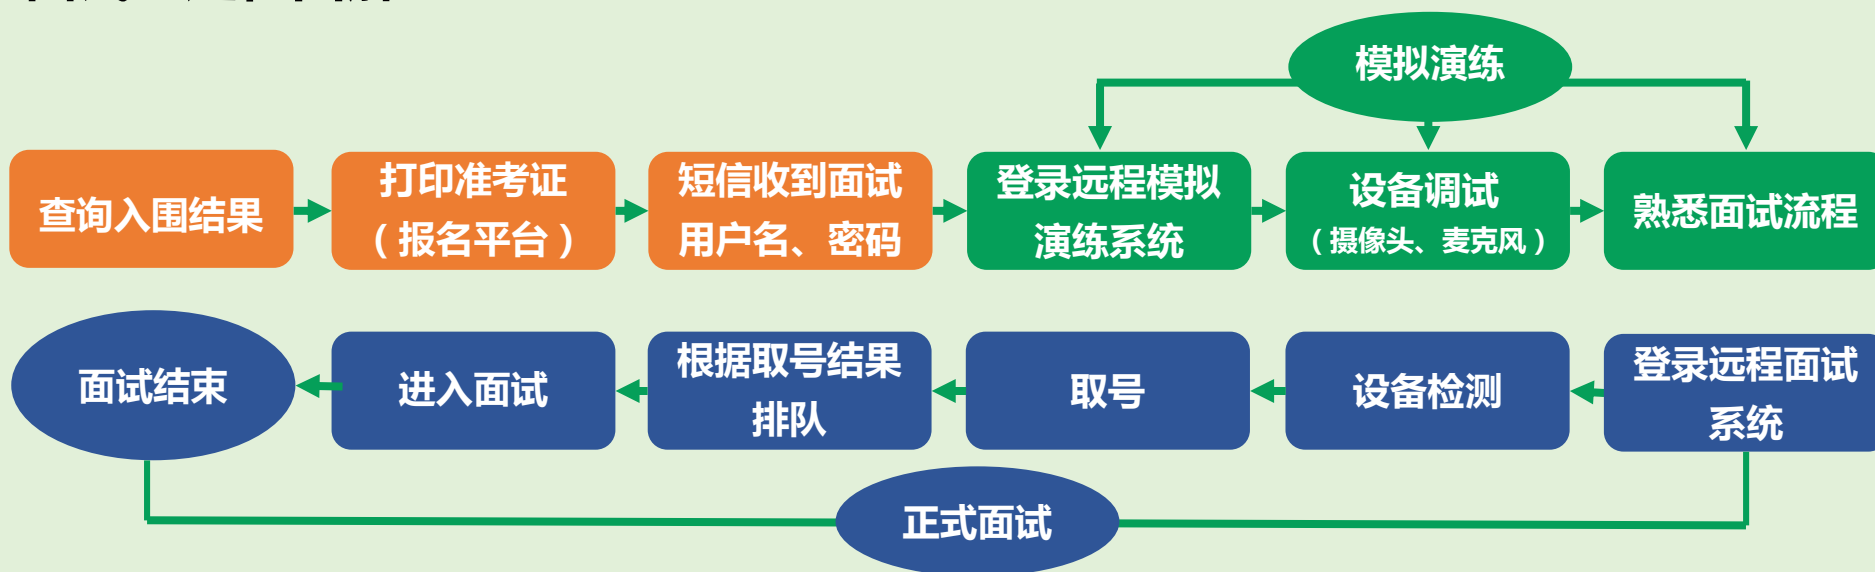 模拟演练
查询入围结果
打印准考证
（报名平台）
短信收到面试
用户名、密码
登录远程模拟
演练系统
设备调试
（摄像头、麦克风）
熟悉面试流程
登录远程面试
系统
设备检测
取号
根据取号结果
排队
进入面试
面试结束
正式面试